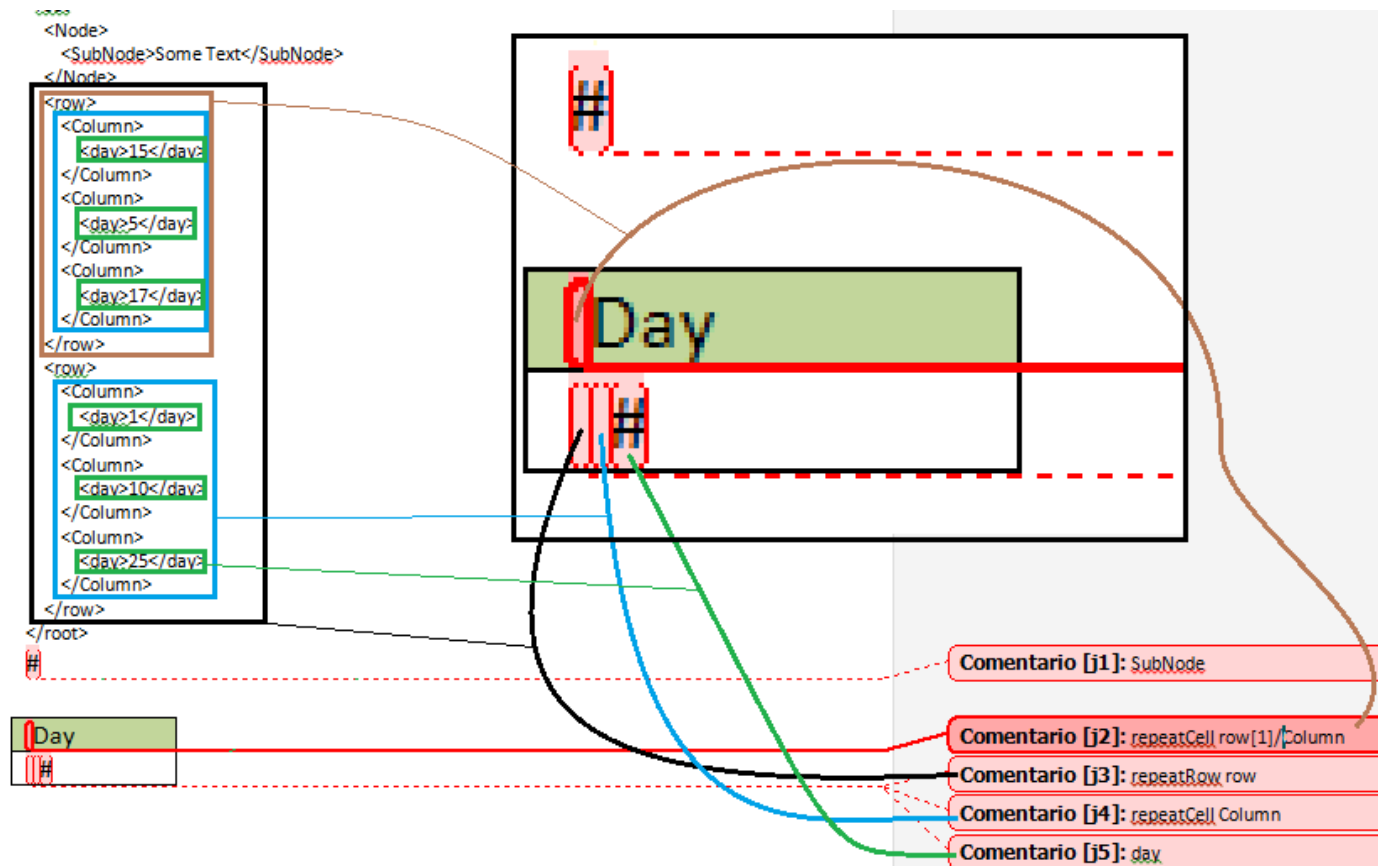 <Node>
<SubNode>Some Text</SubNode>
</Node>
<row>
<Column>
<day>15</day>
</Column>
<Column>
<day>5</day>
</Column>
<Column>
<day>17</day>
</Column>
</row>
<row>
<Column>
<day>1</day>
</Column>
<Column>
<day>10</day>
</Column>
<Column>
<day>25</day>
</Column>
</row>
</root>
#
Day
#
#
Day
#
Comentario [j1]: SubNode
Comentario [j2]: repeatCell row[1]/Column
Comentario [j3]: repeatRow row
Comentario [j4]: repeatCell Column
Comentario [j5]: day